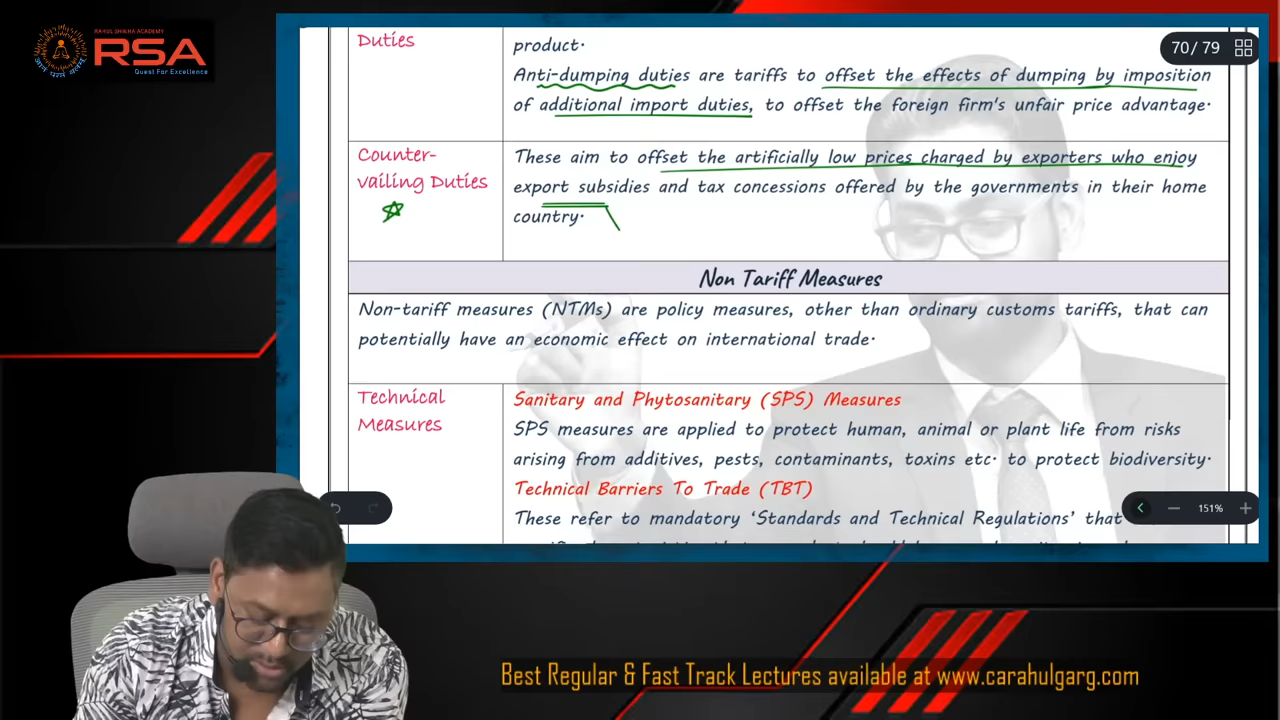 RAHUL SHIKHA ACADEMY
RSA
Quest For Excellence
70/79
Duties
product.
Anti-dumping duties are tariffs to offset the effects of dumping by imposition
of additional import duties, to offset the foreign firm's unfair price advantage.
Counter-
vailing Duties
These aim to offset the artificially low prices charged by exporters who enjoy
export subsidies and tax concessions offered by the governments in their home
country.
Non Tariff Measures
Non-tariff measures (NTMs) are policy measures, other than ordinary customs tariffs, that can
potentially have an economic effect on international trade.
Technical
Measures
Sanitary and Phytosanitary (SPS) Measures
SPS measures are applied to protect human, animal or plant life from risks
arising from additives, pests, contaminants, toxins etc. to protect biodiversity.
Technical Barriers To Trade (TBT)
These refer to mandatory ‘Standards and Technical Regulations’ that
151%
Best Regular & Fast Track Lectures available at www.carahulgarg.com